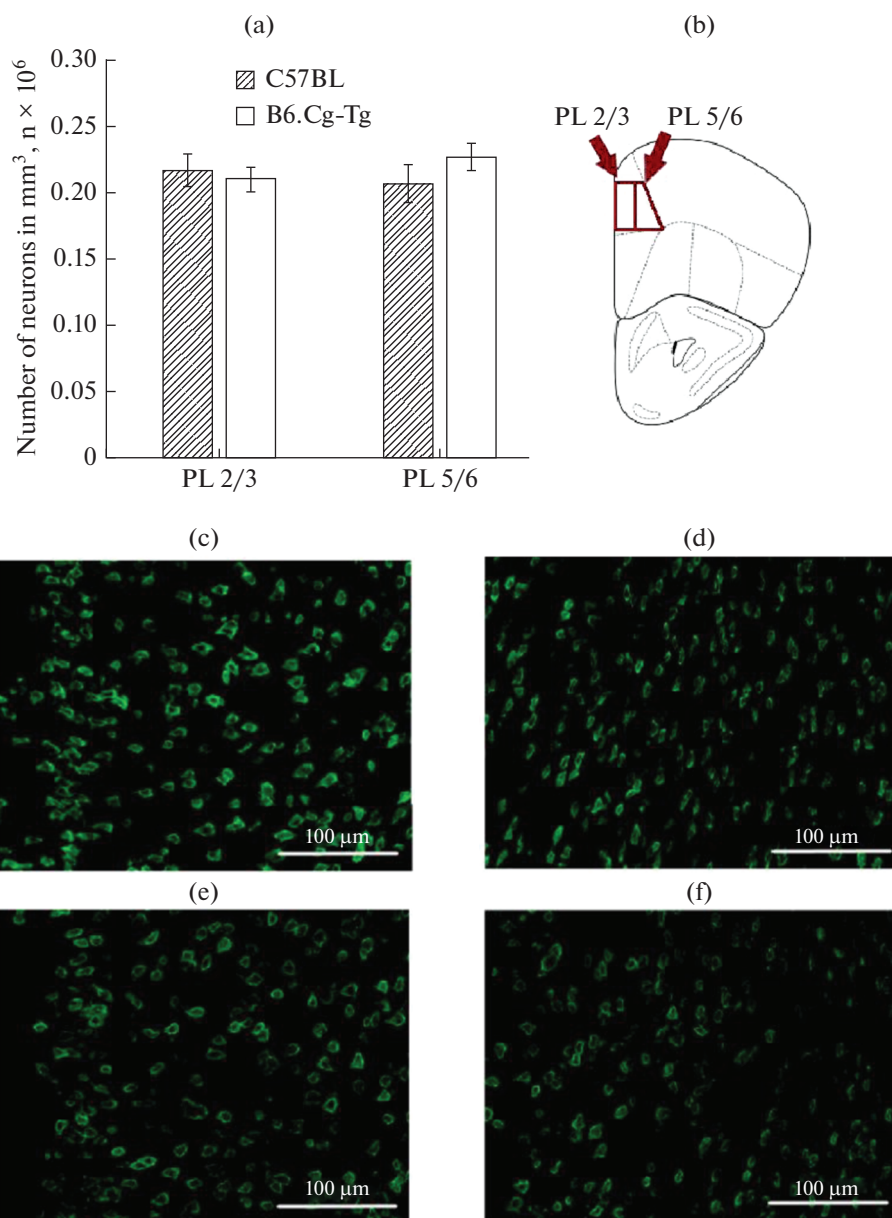 (a)
Number of neurons in mm³, n × 10⁶
0.30
0.25
0.20
0.15
0.10
0.05
0
C57BL
B6.Cg-Tg
PL 2/3
PL 5/6
(b)
PL 2/3
PL 5/6
(c)
100 μm
(d)
100 μm
(e)
100 μm
(f)
100 μm